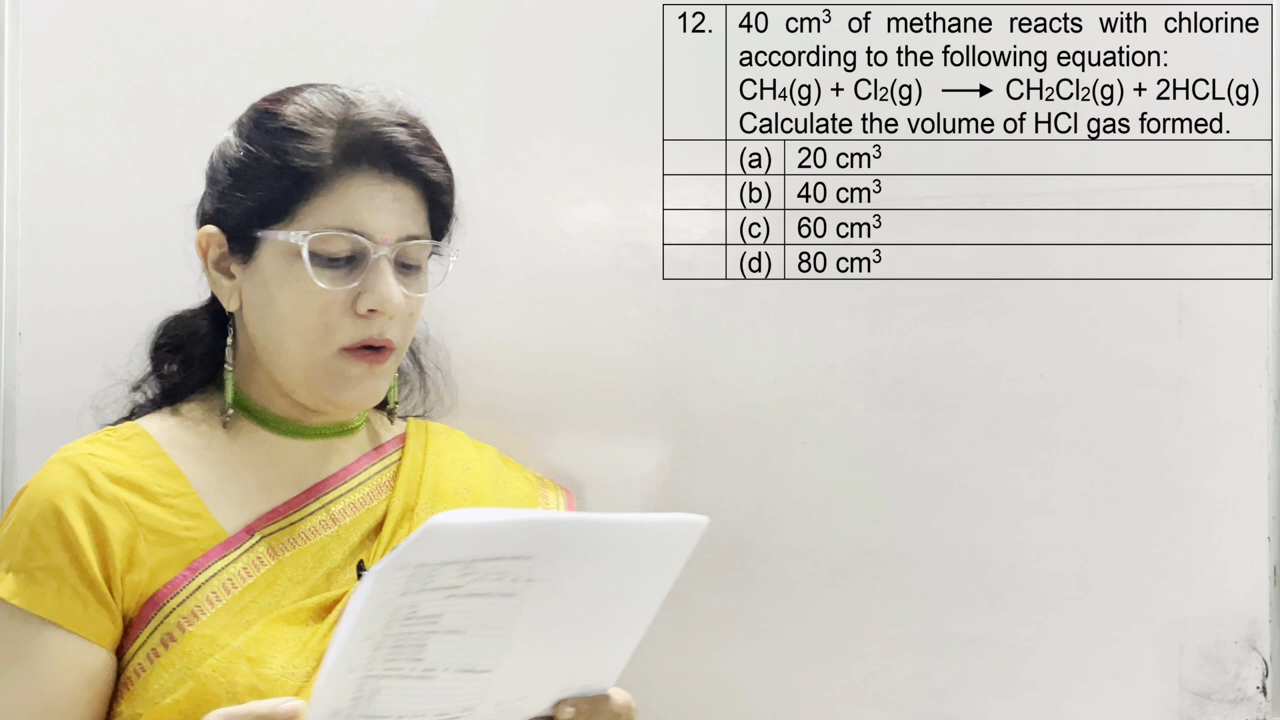 12. 40 cm³ of methane reacts with chlorine
according to the following equation:
CH₄(g) + Cl₂(g) ⟶ CH₂Cl₂(g) + 2HCL(g)
Calculate the volume of HCl gas formed.
(a) 20 cm³
(b) 40 cm³
(c) 60 cm³
(d) 80 cm³